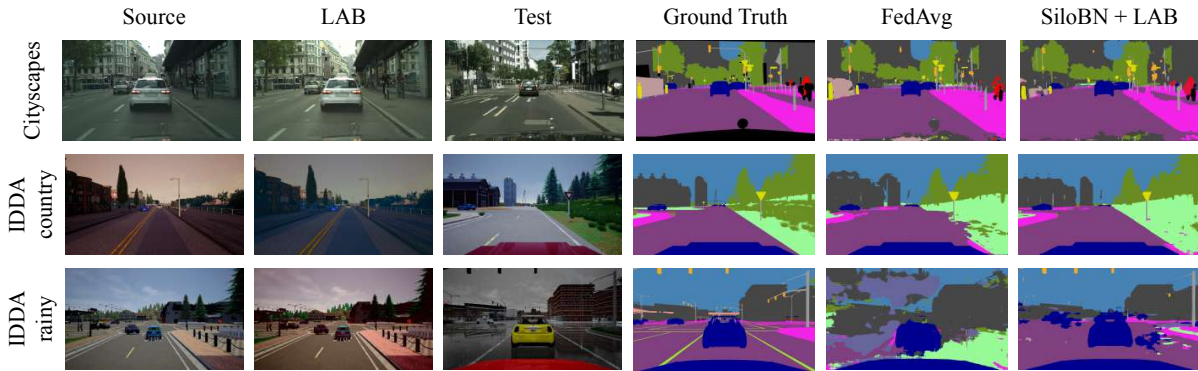 Source LAB Test Ground Truth FedAvg SiloBN + LAB
Cityscapes
IDDA
country
IDDA
rainy